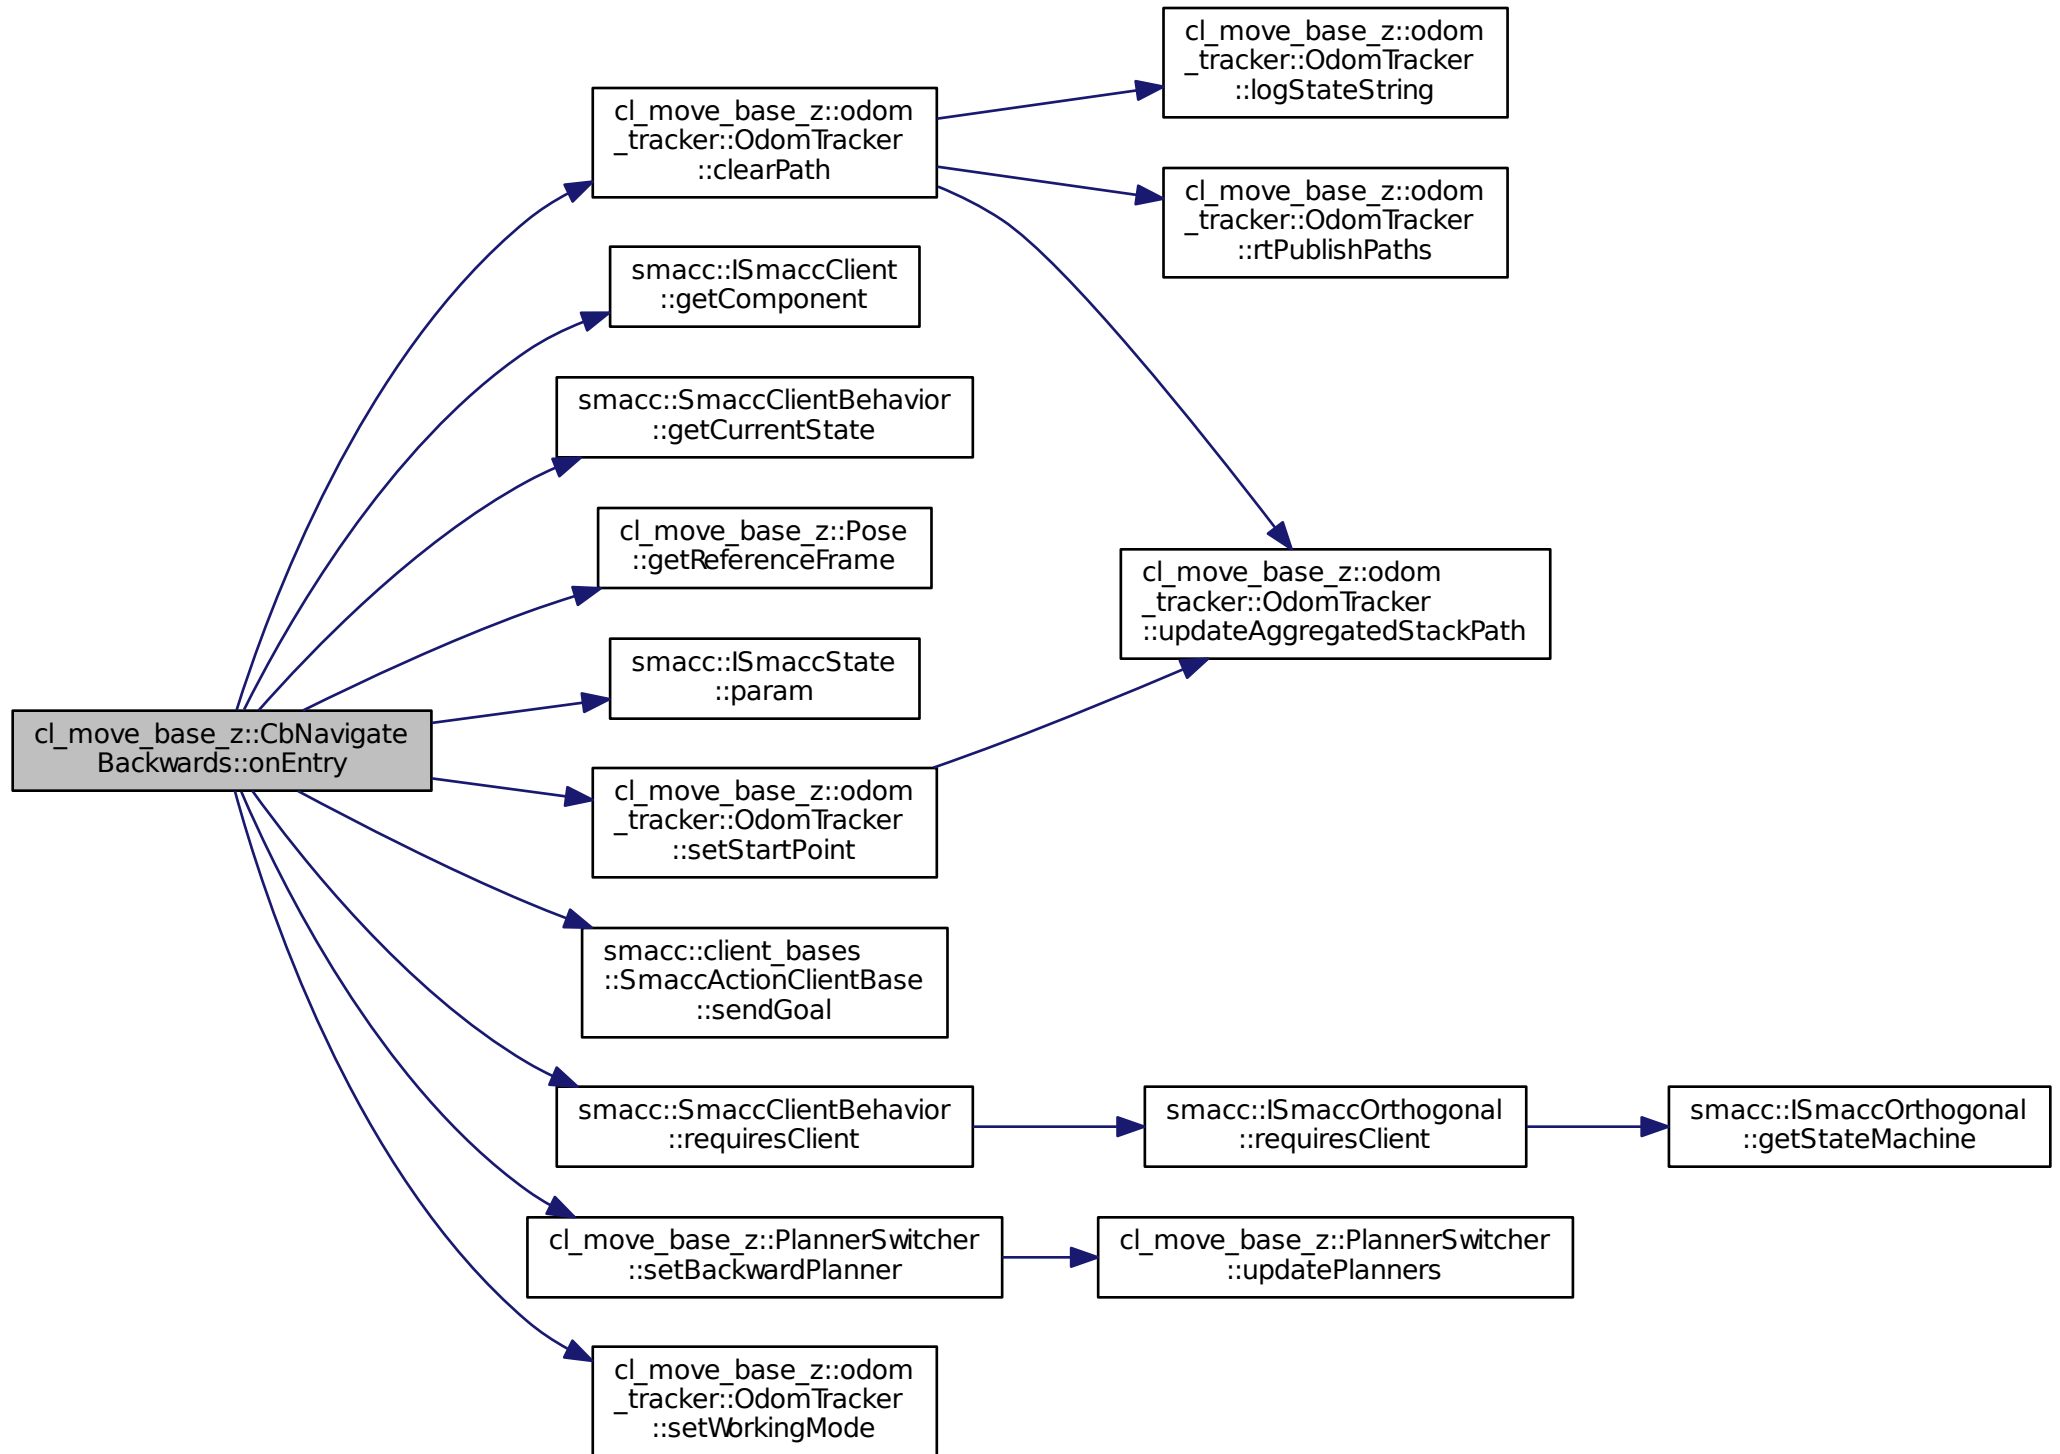 cl_move_base_z::CbNavigate
Backwards::onEntry
cl_move_base_z::odom
_tracker::OdomTracker
::clearPath
smacc::ISmaccClient
::getComponent
smacc::SmaccClientBehavior
::getCurrentState
cl_move_base_z::Pose
::getReferenceFrame
smacc::ISmaccState
::param
cl_move_base_z::odom
_tracker::OdomTracker
::setStartPoint
smacc::client_bases
::SmaccActionClientBase
::sendGoal
smacc::SmaccClientBehavior
::requiresClient
cl_move_base_z::PlannerSwitcher
::setBackwardPlanner
cl_move_base_z::odom
_tracker::OdomTracker
::setWorkingMode
cl_move_base_z::odom
_tracker::OdomTracker
::logStateString
cl_move_base_z::odom
_tracker::OdomTracker
::rtPublishPaths
cl_move_base_z::odom
_tracker::OdomTracker
::updateAggregatedStackPath
smacc::ISmaccOrthogonal
::requiresClient
cl_move_base_z::PlannerSwitcher
::updatePlanners
smacc::ISmaccOrthogonal
::getStateMachine